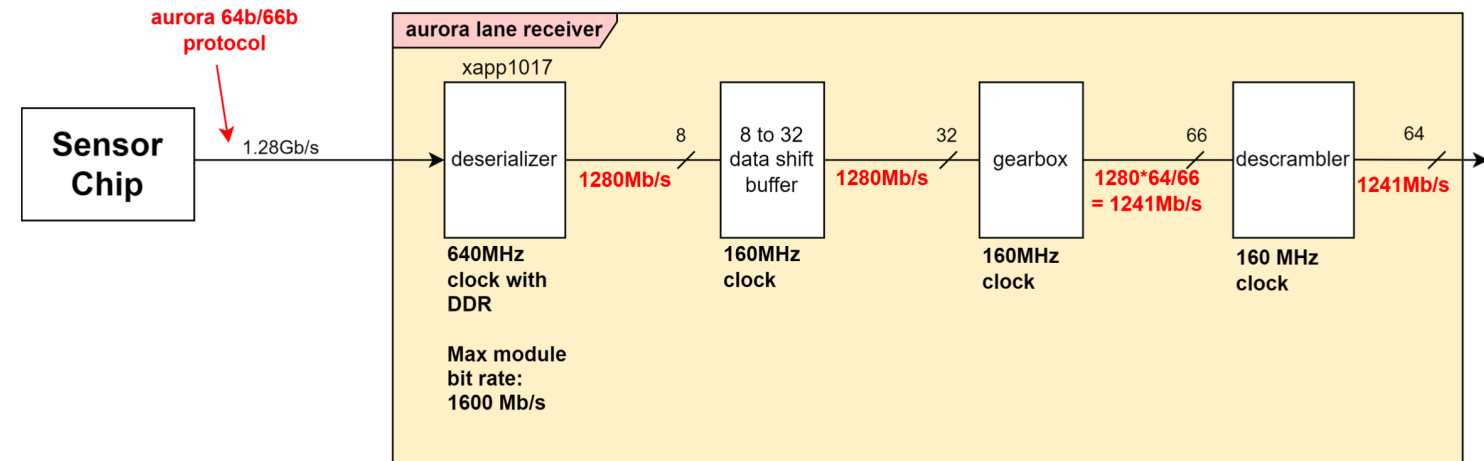 aurora 64b/66b
protocol
aurora lane receiver
xapp1017
Sensor
Chip
1.28Gb/s
deserializer
8
1280Mb/s
8 to 32
data shift
buffer
32
1280Mb/s
gearbox
66
1280*64/66
= 1241Mb/s
descrambler
64
1241Mb/s
640MHz
clock with
DDR
160MHz
clock
160MHz
clock
160 MHz
clock
Max module
bit rate:
1600 Mb/s